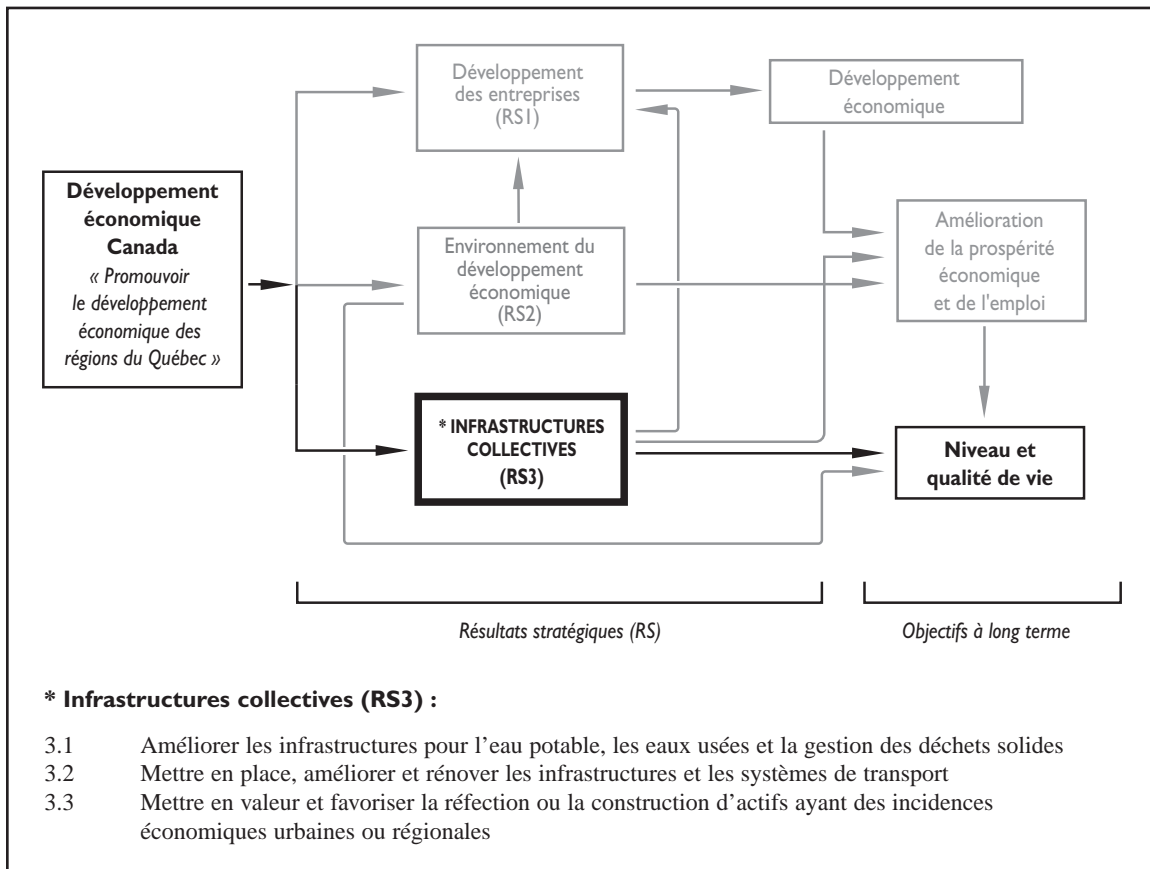 Développement
des entreprises
(RS1)
Développement
économique
Développement
économique
Canada
« Promouvoir
le développement
économique des
régions du Québec »
Environnement du
développement
économique
(RS2)
Amélioration
de la prospérité
économique
et de l'emploi
* INFRASTRUCTURES
COLLECTIVES
(RS3)
Niveau et
qualité de vie
Résultats stratégiques (RS)
Objectifs à long terme
* Infrastructures collectives (RS3) :
3.1 Améliorer les infrastructures pour l’eau potable, les eaux usées et la gestion des déchets solides
3.2 Mettre en place, améliorer et rénover les infrastructures et les systèmes de transport
3.3 Mettre en valeur et favoriser la réfection ou la construction d’actifs ayant des incidences
économiques urbaines ou régionales